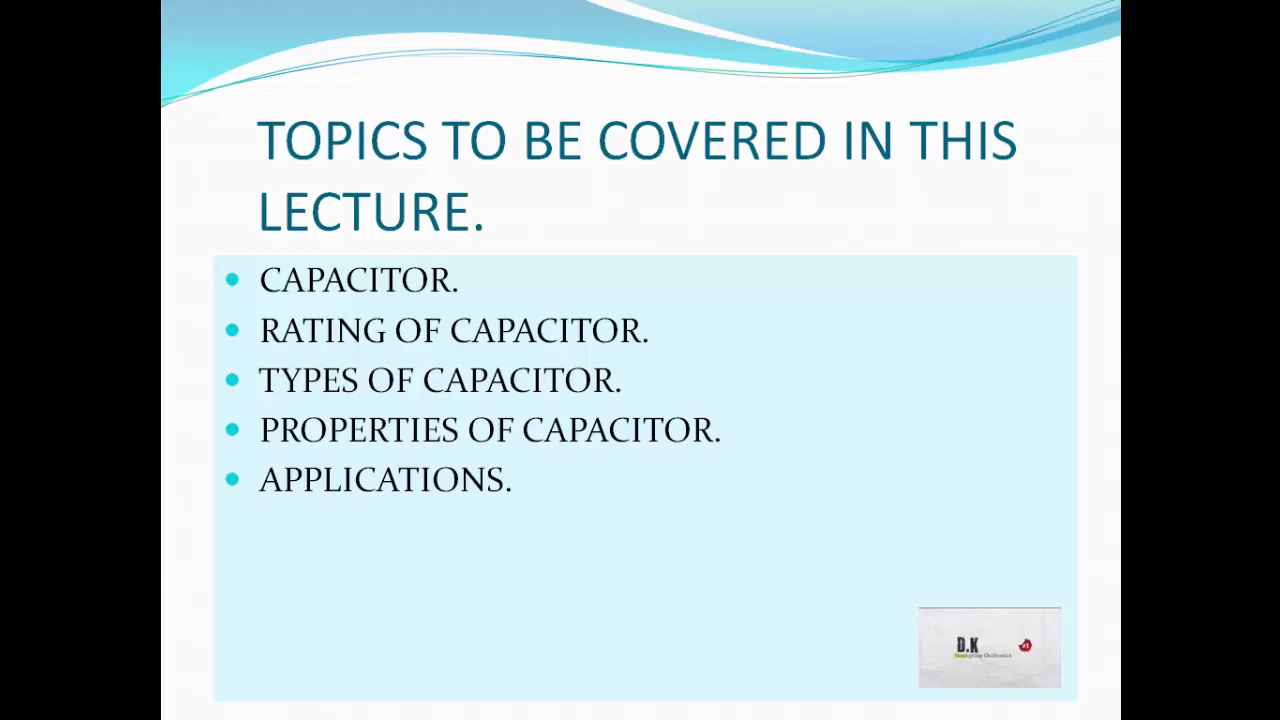 TOPICS TO BE COVERED IN THIS
LECTURE.
CAPACITOR.
RATING OF CAPACITOR.
TYPES OF CAPACITOR.
PROPERTIES OF CAPACITOR.
APPLICATIONS.
D.K